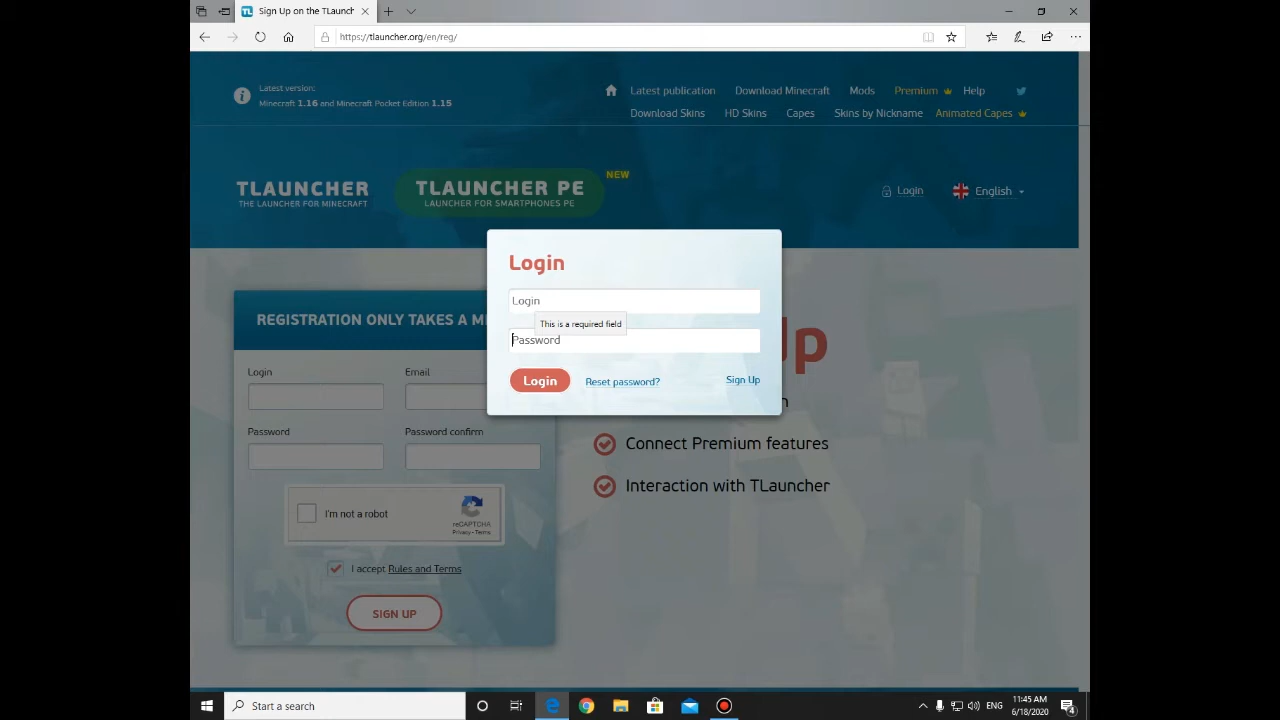 Sign Up on the TLaunch
https://tlauncher.org/en/reg/
Latest version:
Minecraft 1.16 and Minecraft Pocket Edition 1.15
Latest publication Download Minecraft Mods Premium Help
Download Skins HD Skins Capes Skins by Nickname Animated Capes
TLAUNCHER
THE LAUNCHER FOR MINECRAFT
TLAUNCHER PE
LAUNCHER FOR SMARTPHONES PE
NEW
Login
English
Login
Login
This is a required field
Password
Login Reset password? Sign Up
REGISTRATION ONLY TAKES A M
Login Email
Password Password confirm
I'm not a robot
reCAPTCHA
Privacy - Terms
I accept Rules and Terms
SIGN UP
Up
n
Connect Premium features
Interaction with TLauncher
Start a search
ENG
11:45 AM
6/18/2020
4